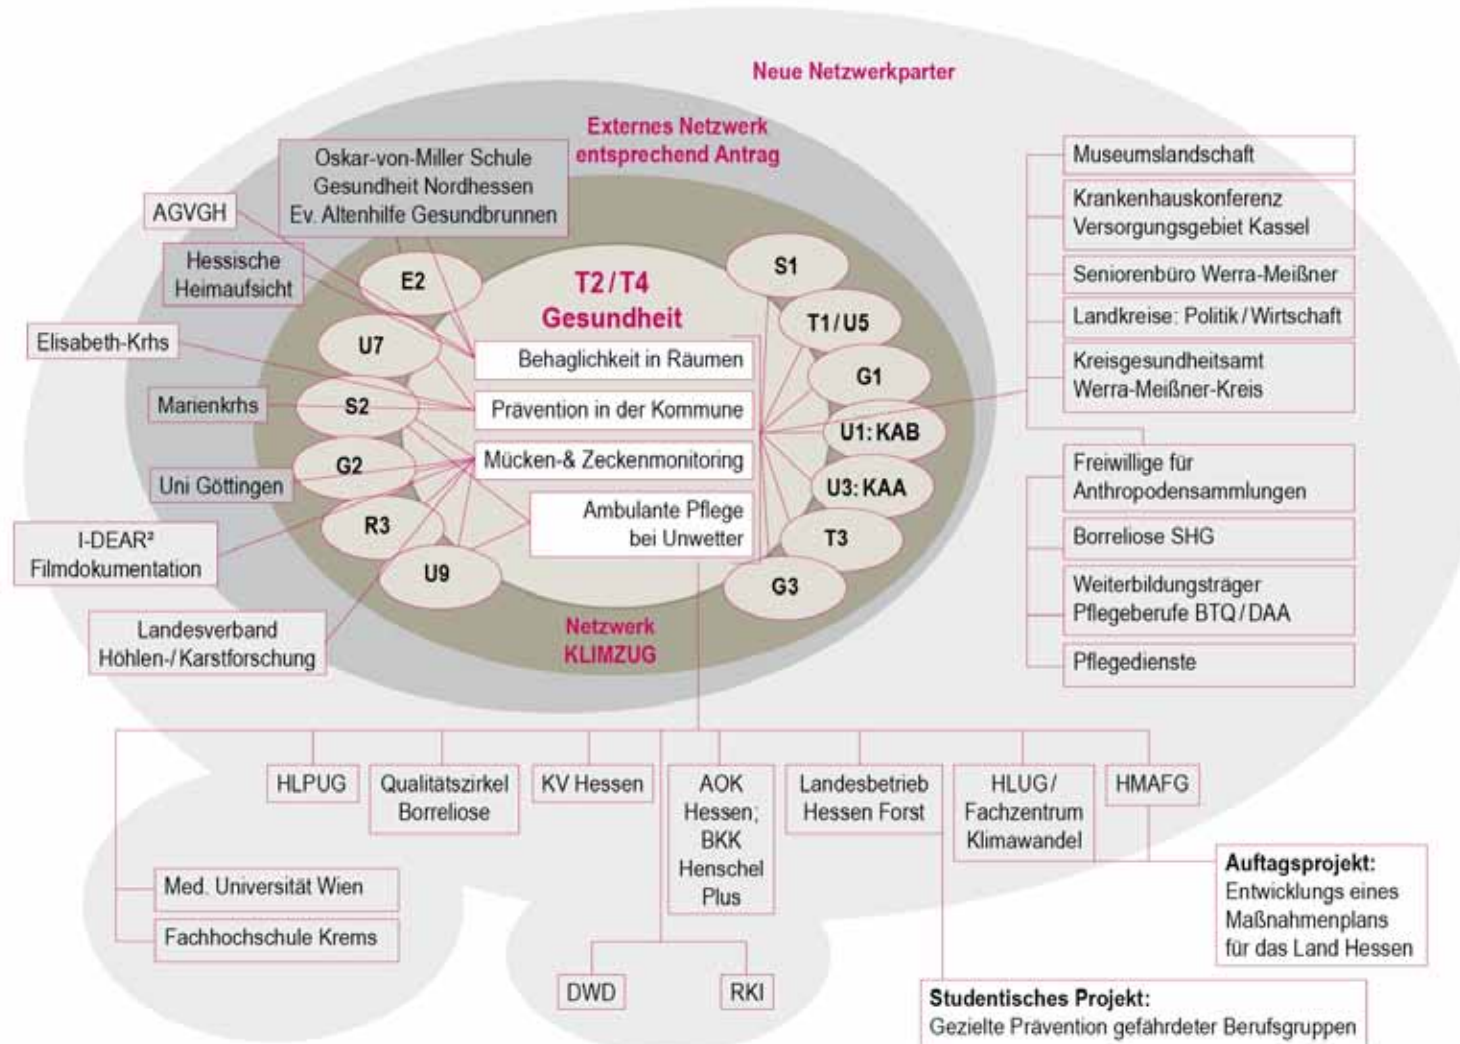 Neue Netzwerkparter
Externes Netzwerk
entsprechend Antrag
Oskar-von-Miller Schule
Gesundheit Nordhessen
Ev. Altenhilfe Gesundbrunnen
AGVGH
Hessische
Heimaufsicht
Elisabeth-Krhs
Marienkrhs
Uni Göttingen
I-DEAR²
Filmdokumentation
Landesverband
Höhlen-/Karstforschung
E2
U7
S2
G2
R3
U9
T2/T4
Gesundheit
Behaglichkeit in Räumen
Prävention in der Kommune
Mücken-& Zeckenmonitoring
Ambulante Pflege
bei Unwetter
S1
T1/U5
G1
U1: KAB
U3: KAA
T3
G3
Netzwerk
KLIMZUG
Museumslandschaft
Krankenhauskonferenz
Versorgungsgebiet Kassel
Seniorenbüro Werra-Meißner
Landkreise: Politik/Wirtschaft
Kreisgesundheitsamt
Werra-Meißner-Kreis
Freiwillige für
Anthropodensammlungen
Borreliose SHG
Weiterbildungsträger
Pflegeberufe BTQ/DAA
Pflegedienste
HLPUG
Qualitätszirkel
Borreliose
KV Hessen
AOK
Hessen;
BKK
Henschel
Plus
Landesbetrieb
Hessen Forst
HLUG/
Fachzentrum
Klimawandel
HMAFG
Med. Universität Wien
Fachhochschule Krems
DWD
RKI
Auftagsprojekt:
Entwicklungs eines
Maßnahmenplans
für das Land Hessen
Studentisches Projekt:
Gezielte Prävention gefährdeter Berufsgruppen